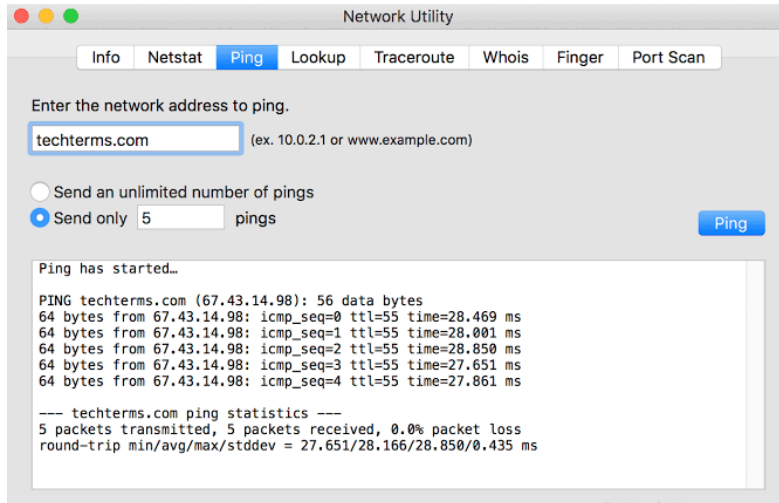 Network Utility
Info Netstat Ping Lookup Traceroute Whois Finger Port Scan
Enter the network address to ping.
techterms.com (ex. 10.0.2.1 or www.example.com)
Send an unlimited number of pings
Send only 5 pings
Ping
Ping has started…
PING techterms.com (67.43.14.98): 56 data bytes
64 bytes from 67.43.14.98: icmp_seq=0 ttl=55 time=28.469 ms
64 bytes from 67.43.14.98: icmp_seq=1 ttl=55 time=28.001 ms
64 bytes from 67.43.14.98: icmp_seq=2 ttl=55 time=28.850 ms
64 bytes from 67.43.14.98: icmp_seq=3 ttl=55 time=27.651 ms
64 bytes from 67.43.14.98: icmp_seq=4 ttl=55 time=27.861 ms
--- techterms.com ping statistics ---
5 packets transmitted, 5 packets received, 0.0% packet loss
round-trip min/avg/max/stddev = 27.651/28.166/28.850/0.435 ms